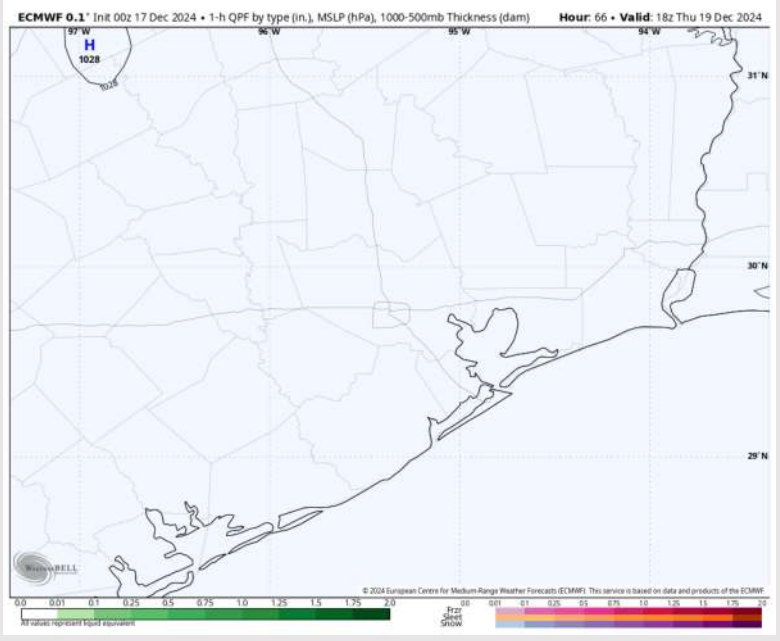 ECMWF 0.1° Init 00z 17 Dec 2024 • 1-h QPF by type (in.), MSLP (hPa), 1000-500mb Thickness (dam) Hour: 66 • Valid: 18z Thu 19 Dec 2024
97°W 96°W 95°W 94°W
H
1028
1028
31°N
30°N
29°N
WeatherBELL
© 2024 European Centre for Medium-Range Weather Forecasts (ECMWF). This service is based on data and products of the ECMWF.
0.0 0.01 0.1 0.25 0.5 0.75 1.0 1.25 1.5 1.75 2.0
0.0 0.01 0.1 0.25 0.5 0.75 1.0 1.25 1.5 1.75 2.0
Frzr
Sleet
Snow
All values represent liquid equivalent